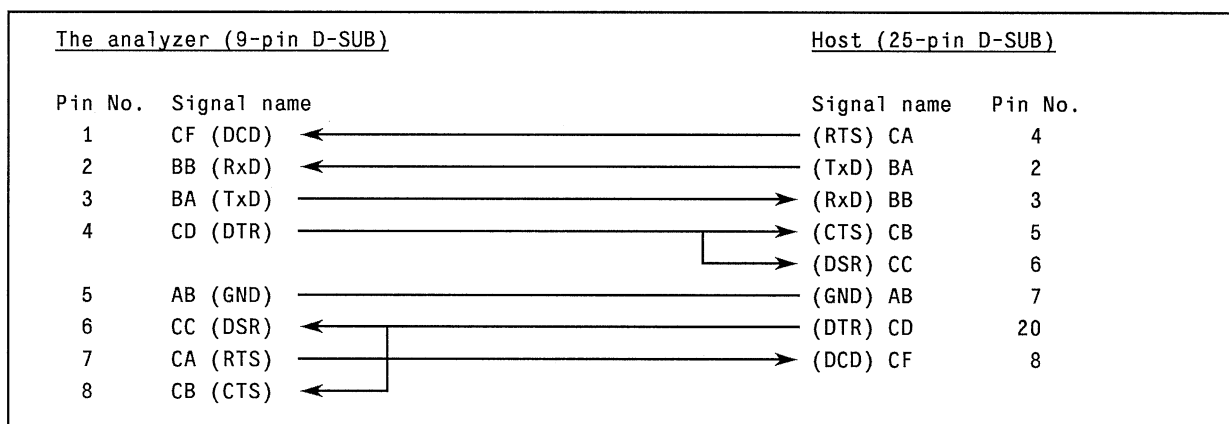 The analyzer (9-pin D-SUB) Host (25-pin D-SUB)
Pin No. Signal name Signal name Pin No.
1 CF (DCD) (RTS) CA 4
2 BB (RxD) (TxD) BA 2
3 BA (TxD) (RxD) BB 3
4 CD (DTR) (CTS) CB 5
(DSR) CC 6
5 AB (GND) (GND) AB 7
6 CC (DSR) (DTR) CD 20
7 CA (RTS) (DCD) CF 8
8 CB (CTS)